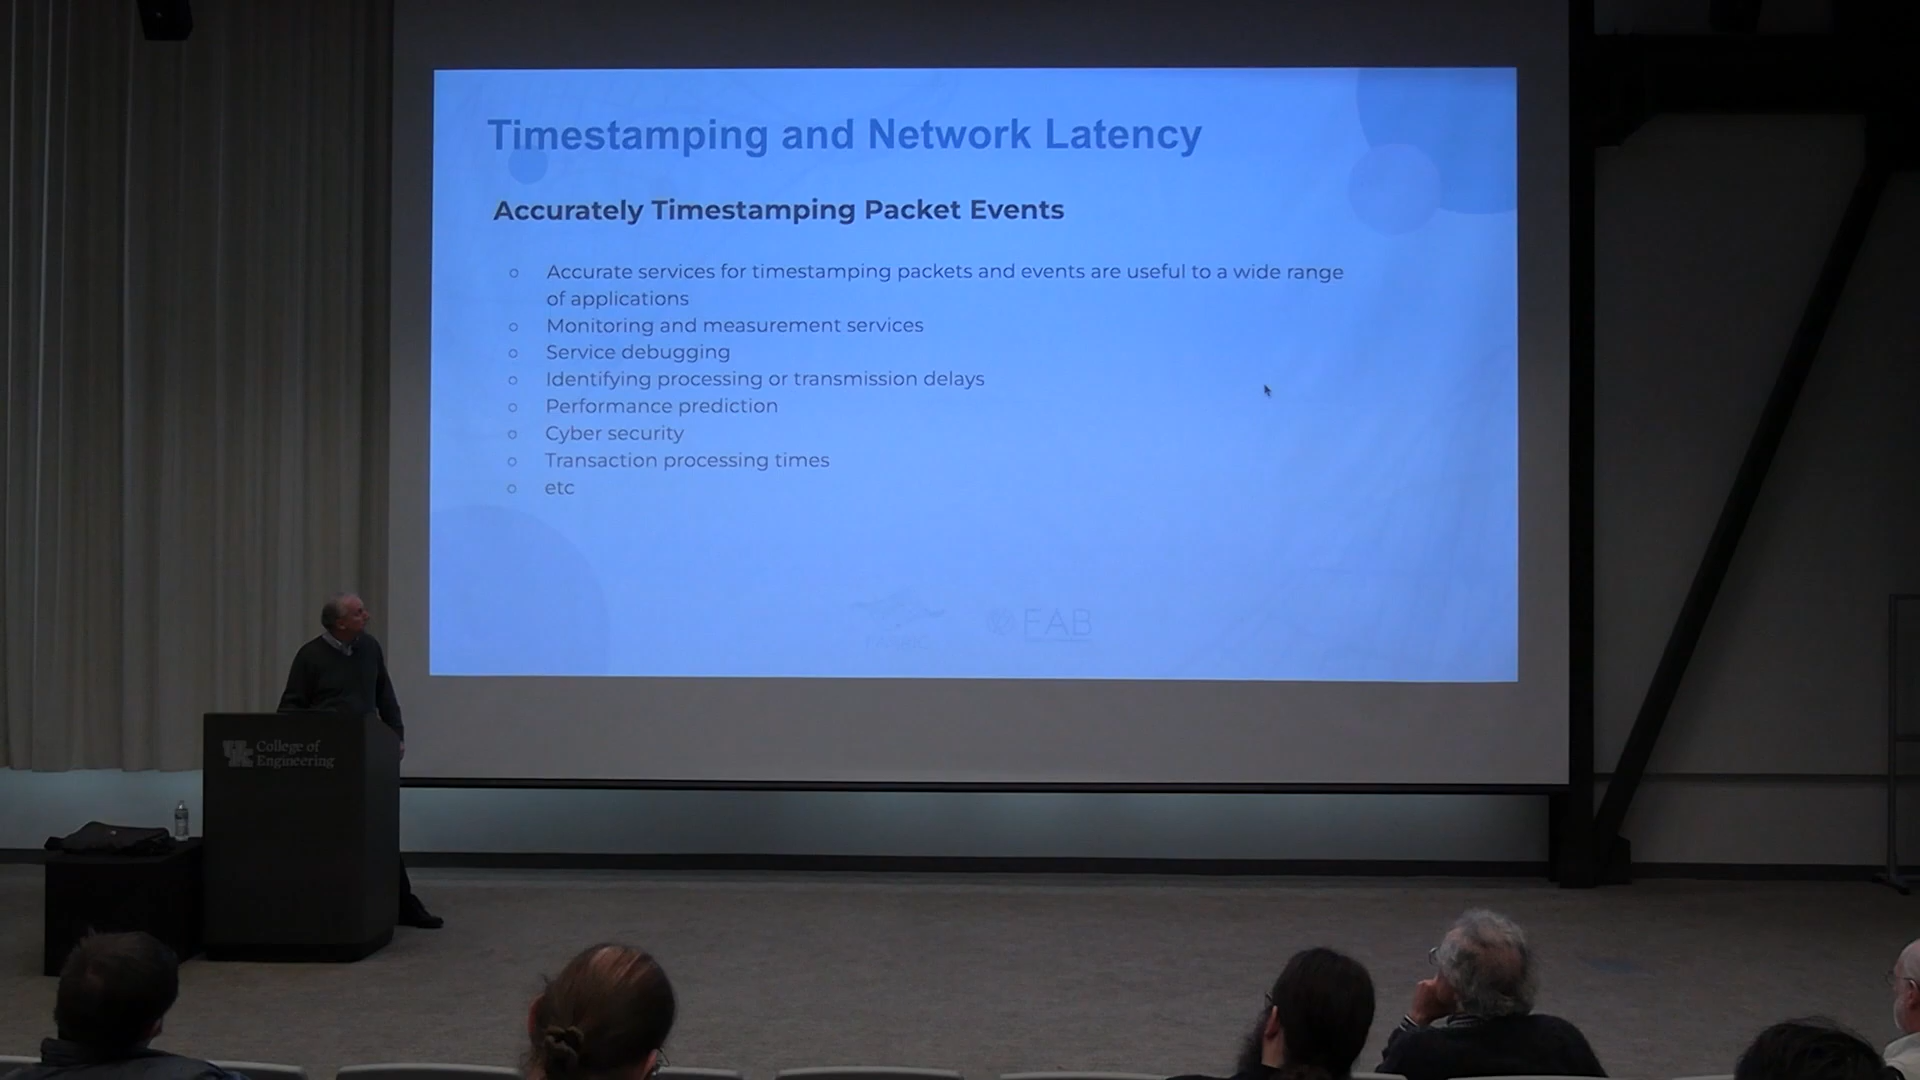 Timestamping and Network Latency
Accurately Timestamping Packet Events
○ Accurate services for timestamping packets and events are useful to a wide range
of applications
○ Monitoring and measurement services
○ Service debugging
○ Identifying processing or transmission delays
○ Performance prediction
○ Cyber security
○ Transaction processing times
○ etc
FAB
UK College of
Engineering